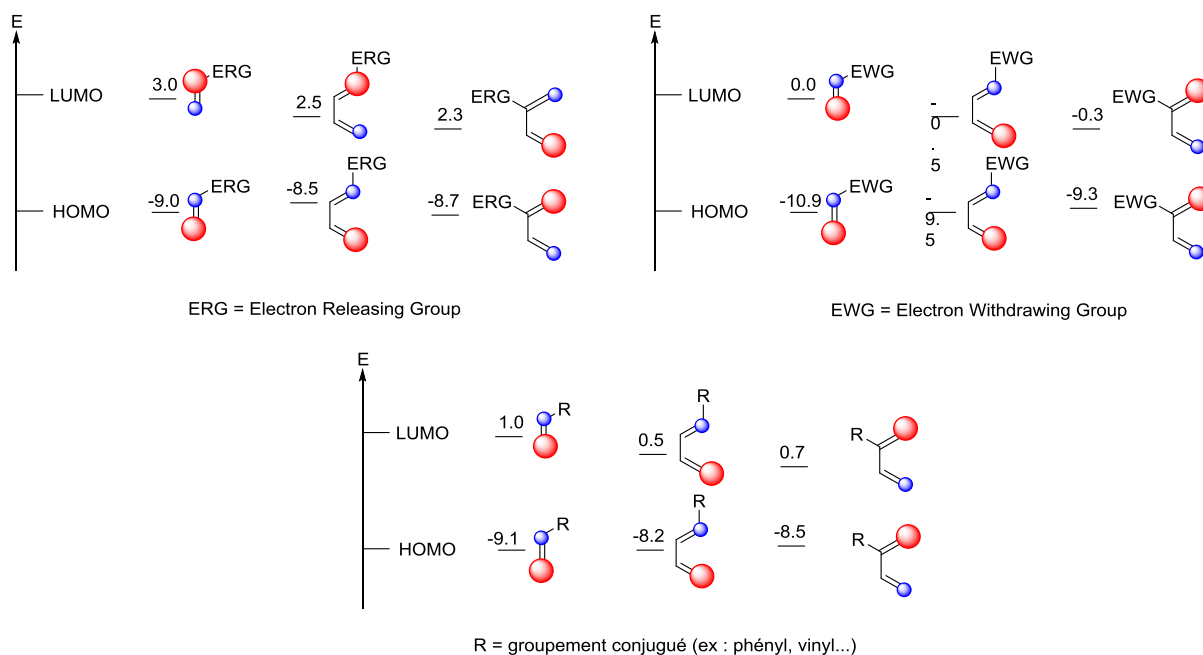 E
ERG
ERG
3.0
LUMO
2.5
ERG
2.3
ERG
ERG
-9.0
-8.5
ERG
-8.7
HOMO
ERG = Electron Releasing Group
E
EWG
EWG
0.0
LUMO
-
0
.
5
EWG
-0.3
EWG
EWG
-10.9
HOMO
-
9.
5
EWG
-9.3
EWG = Electron Withdrawing Group
E
R
R
1.0
LUMO
0.5
R
0.7
R
R
-9.1
HOMO
-8.2
R
-8.5
R = groupement conjugué (ex : phényl, vinyl...)